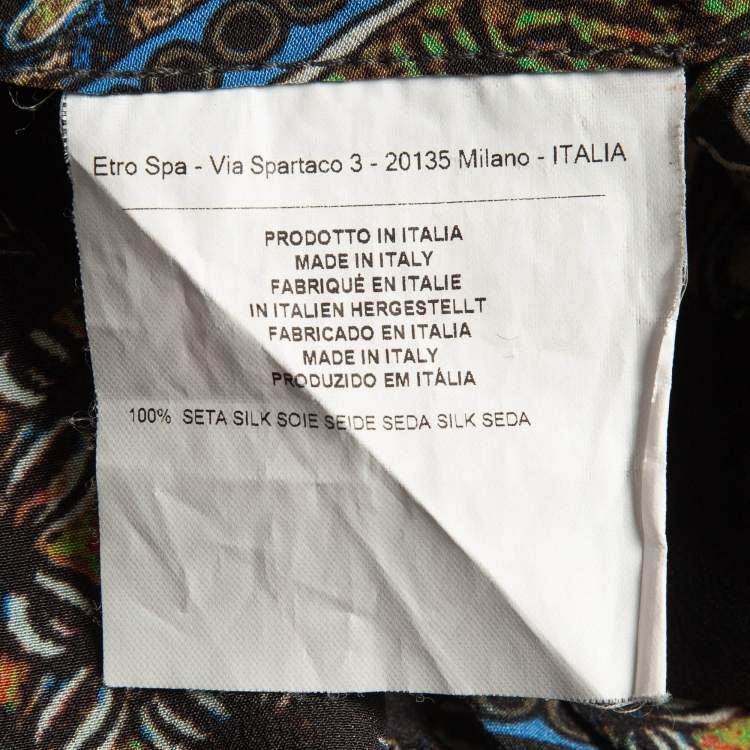 Etro Spa - Via Spartaco 3 - 20135 Milano - ITALIA
PRODOTTO IN ITALIA
MADE IN ITALY
FABRIQUÉ EN ITALIE
IN ITALIEN HERGESTELLT
FABRICADO EN ITALIA
MADE IN ITALY
PRODUZIDO EM ITÁLIA
100% SETA SILK SOIE SEIDE SEDA SILK SEDA